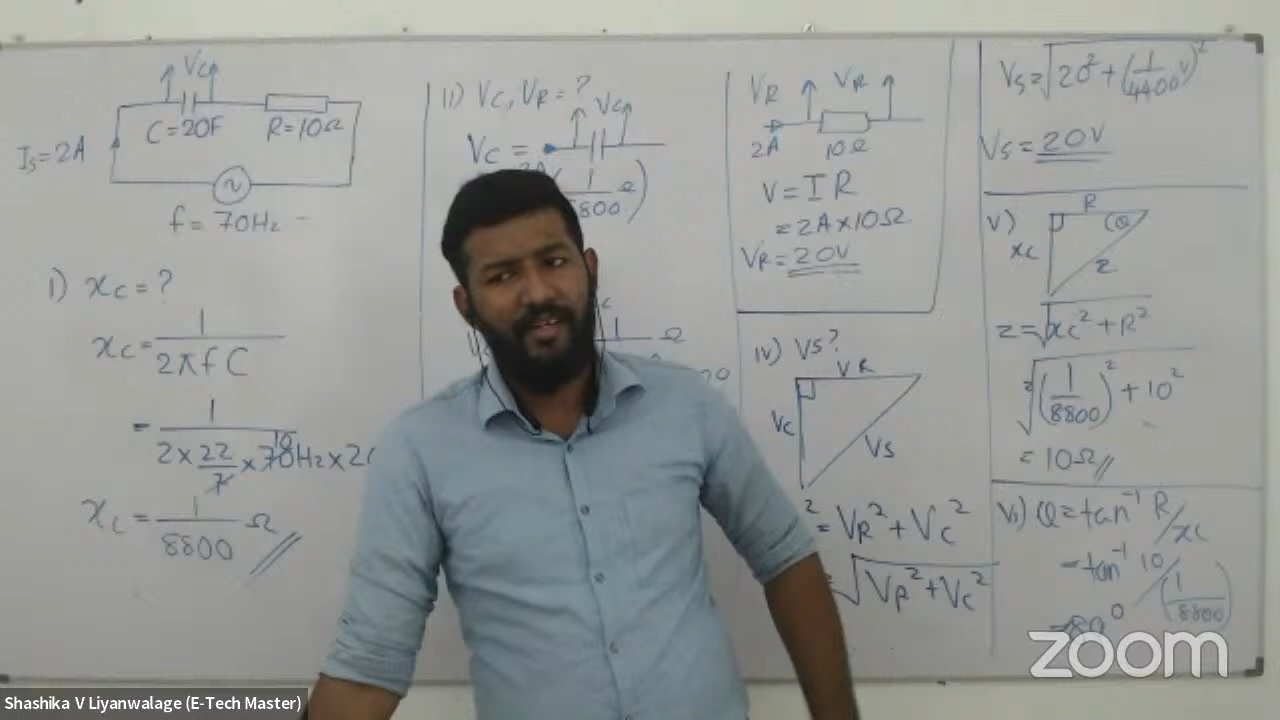 Vc
C=20F
R=10Ω
Is=2A
f=70Hz
I) xc=?
xc= 1
2πfC
= 1
2×22×70Hz×20
7
10
xc= 1 Ω
8800
II) Vc, VR=?
Vc
Vc =
2A
( 1 Ω)
8800
1 Ω
VR
VR
2A
10Ω
V=IR
=2A×10Ω
VR=20V
IV) VS?
VR
Vc
VS
²=VR²+Vc²
=√VR²+Vc²
Vs=√20²+(1 V)²
4400
Vs=20V
V)
R
Q
xc
z
z=√xc²+R²
√(1)²+10²
8800
=10Ω
VI) Q=tan⁻¹ R/xc
=tan⁻¹ 10/(1)
8800
zoom
Shashika V Liyanwalage (E-Tech Master)